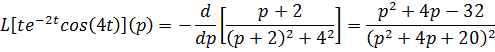 L[te^{-2t}cos(4t)](p) = -\frac{d}{dp}\left[\frac{p+2}{(p+2)^2+4^2}\right] = \frac{p^2+4p-32}{(p^2+4p+20)^2}